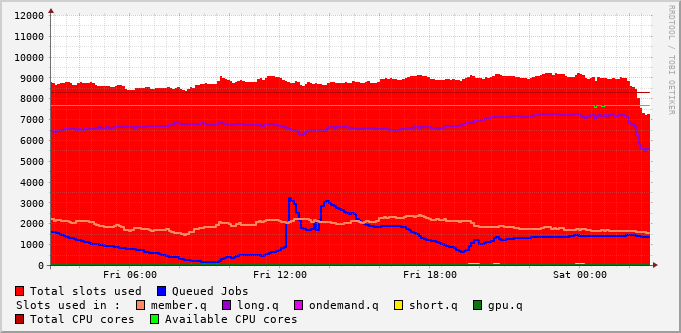 12000
11000
10000
9000
8000
7000
6000
5000
4000
3000
2000
1000
0
Fri 06:00 Fri 12:00 Fri 18:00 Sat 00:00
RRDTOOL / TOBI OETIKER
Total slots used Queued Jobs
Slots used in : member.q long.q ondemand.q short.q gpu.q
Total CPU cores Available CPU cores